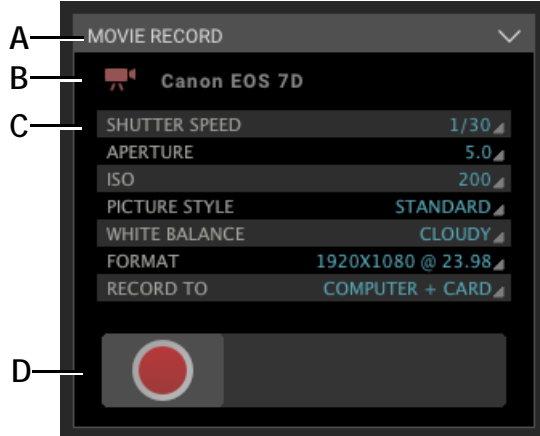 A MOVIE RECORD
B Canon EOS 7D
C SHUTTER SPEED 1/30
APERTURE 5.0
ISO 200
PICTURE STYLE STANDARD
WHITE BALANCE CLOUDY
FORMAT 1920X1080 @ 23.98
RECORD TO COMPUTER + CARD
D